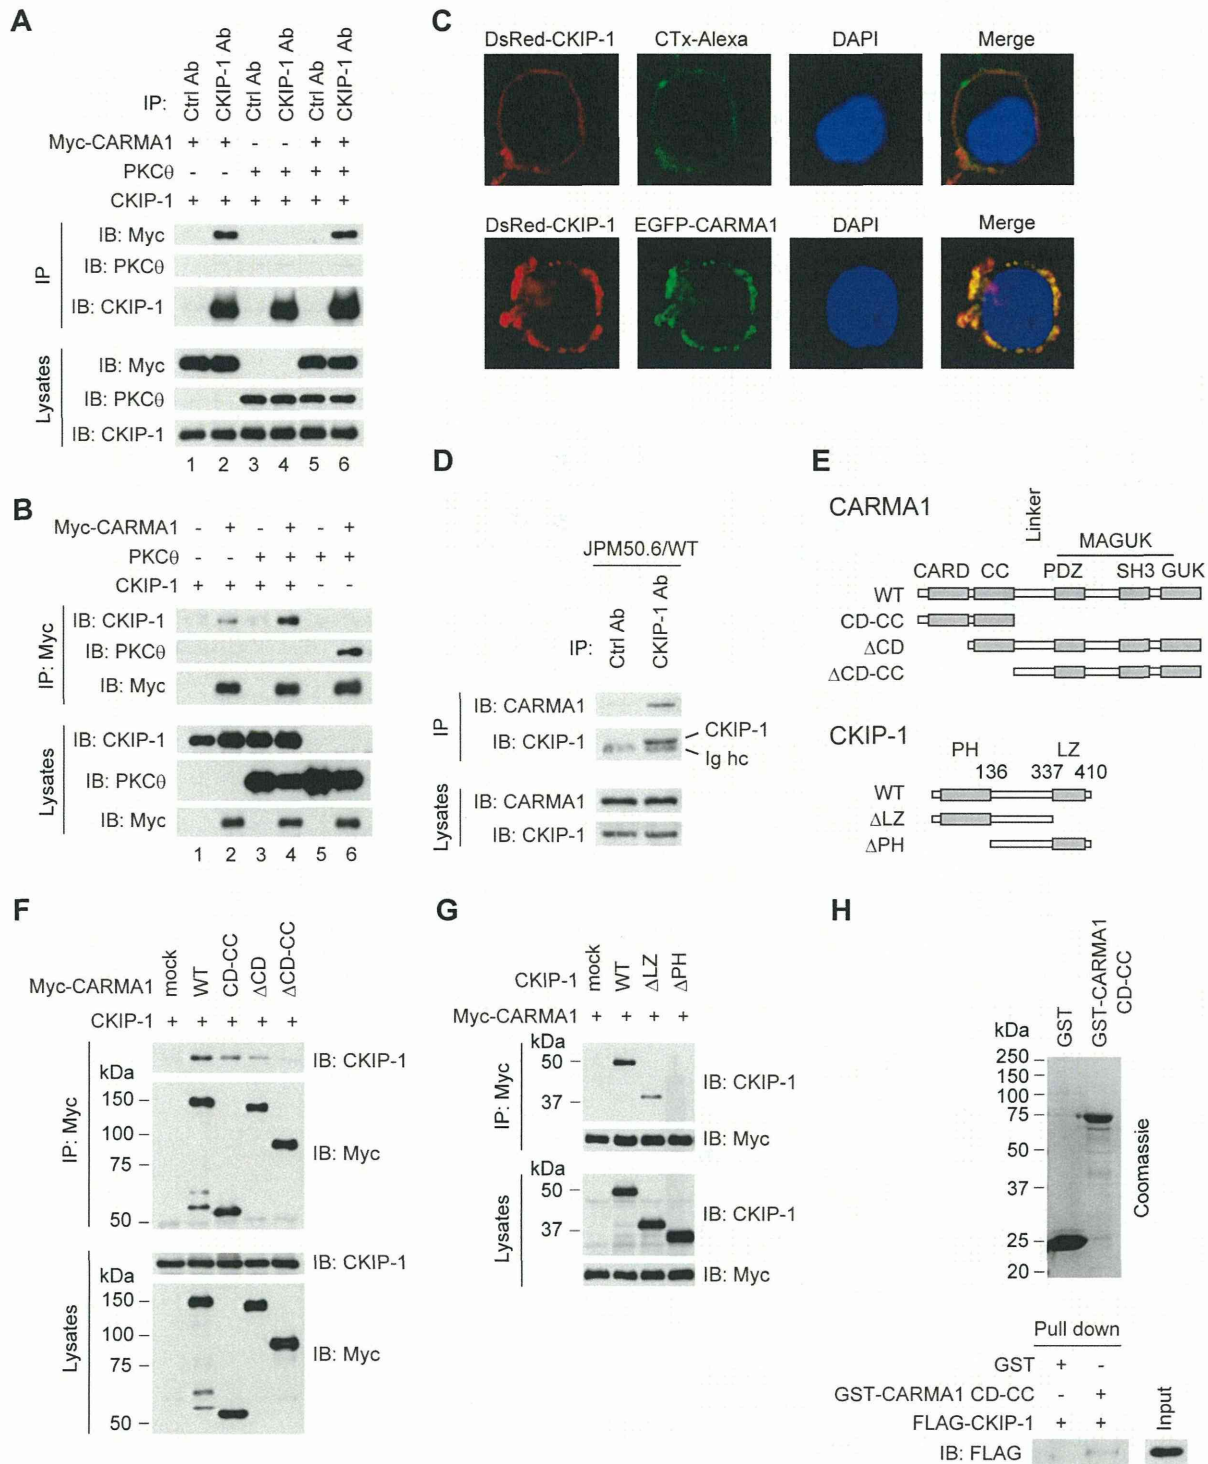 A
IP: Ctrl Ab CKIP-1 Ab Ctrl Ab CKIP-1 Ab Ctrl Ab CKIP-1 Ab
Myc-CARMA1 + + - - + +
PKCθ - - + + + +
CKIP-1 + + + + + +
IP
IB: Myc
IB: PKCθ
IB: CKIP-1
Lysates
IB: Myc
IB: PKCθ
IB: CKIP-1
1 2 3 4 5 6
B
Myc-CARMA1 - + - + - +
PKCθ - - + + + +
CKIP-1 + + + + - -
IP: Myc
IB: CKIP-1
IB: PKCθ
IB: Myc
Lysates
IB: CKIP-1
IB: PKCθ
IB: Myc
1 2 3 4 5 6
C
DsRed-CKIP-1 CTx-Alexa DAPI Merge
DsRed-CKIP-1 EGFP-CARMA1 DAPI Merge
D
JPM50.6/WT
IP: Ctrl Ab CKIP-1 Ab
IP
IB: CARMA1
IB: CKIP-1
CKIP-1
Ig hc
Lysates
IB: CARMA1
IB: CKIP-1
E
CARMA1
Linker
MAGUK
CARD CC PDZ SH3 GUK
WT
CD-CC
ΔCD
ΔCD-CC
CKIP-1
PH LZ
136 337 410
WT
ΔLZ
ΔPH
F
Myc-CARMA1 mock WT CD-CC ΔCD ΔCD-CC
CKIP-1 + + + + +
IP: Myc
IB: CKIP-1
kDa
150
100
75
50
IB: Myc
Lysates
IB: CKIP-1
kDa
150
100
75
50
IB: Myc
G
CKIP-1 mock WT ΔLZ ΔPH
Myc-CARMA1 + + + +
IP: Myc
kDa
50
37
IB: CKIP-1
IB: Myc
Lysates
kDa
50
37
IB: CKIP-1
IB: Myc
H
GST GST-CARMA1 CD-CC
kDa
250
150
100
75
50
37
25
20
Coomassie
Pull down
GST + -
GST-CARMA1 CD-CC - +
FLAG-CKIP-1 + + Input
IB: FLAG